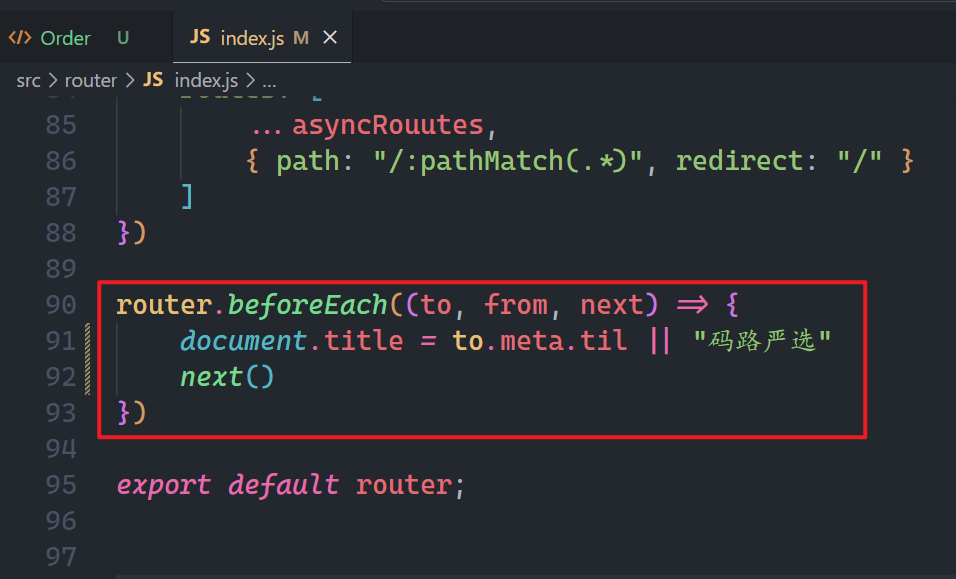 </> Order U JS index.js M ×
src > router > JS index.js > ...
85 ...asyncRouutes,
86 { path: "/:pathMatch(.*)", redirect: "/" }
87 ]
88 })
89
90 router.beforeEach((to, from, next) => {
91 document.title = to.meta.til || "码路严选"
92 next()
93 })
94
95 export default router;
96
97